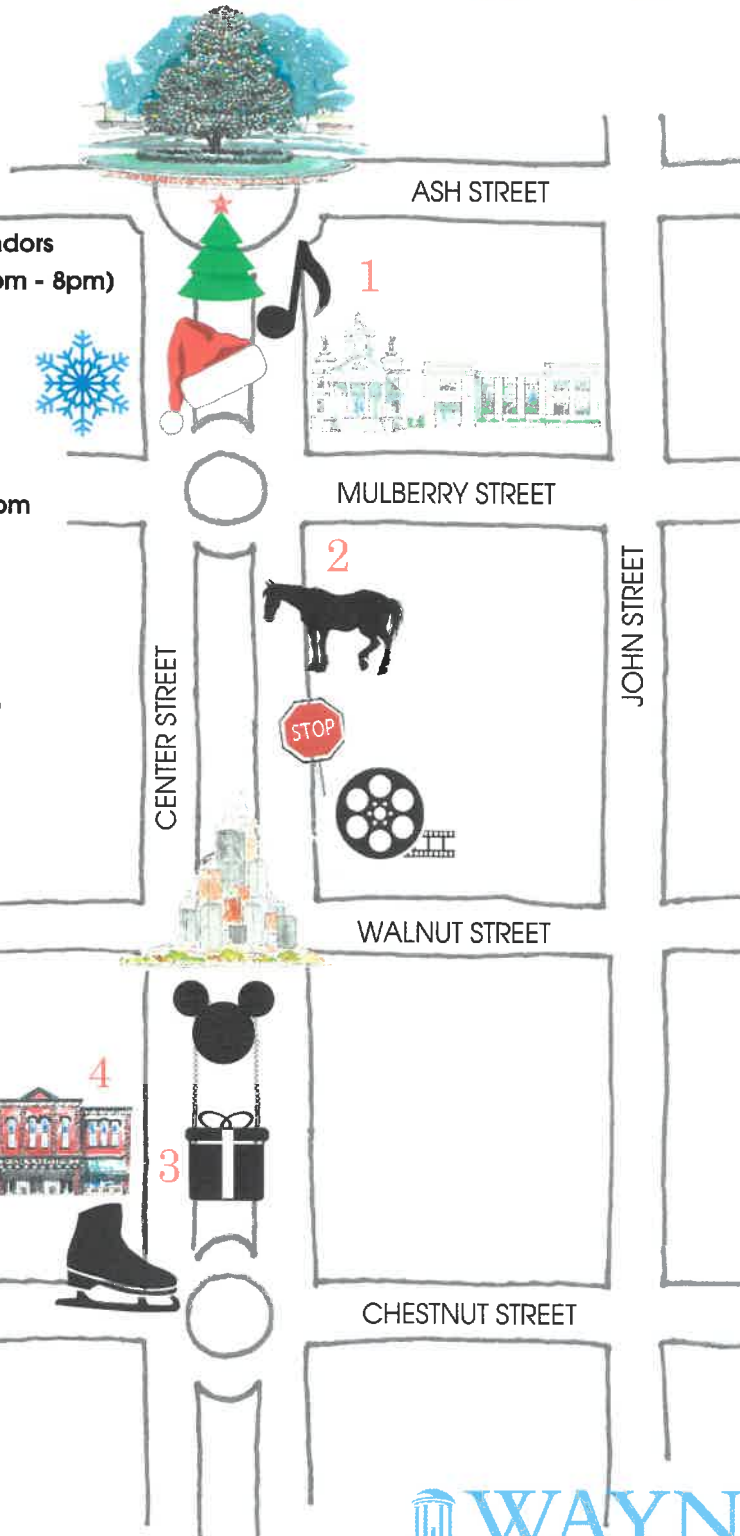 ASH STREET
adors
om - 8pm)
1
MULBERRY STREET
om
2
JOHN STREET
CENTER STREET
STOP
WALNUT STREET
4
3
CHESTNUT STREET
WAYN